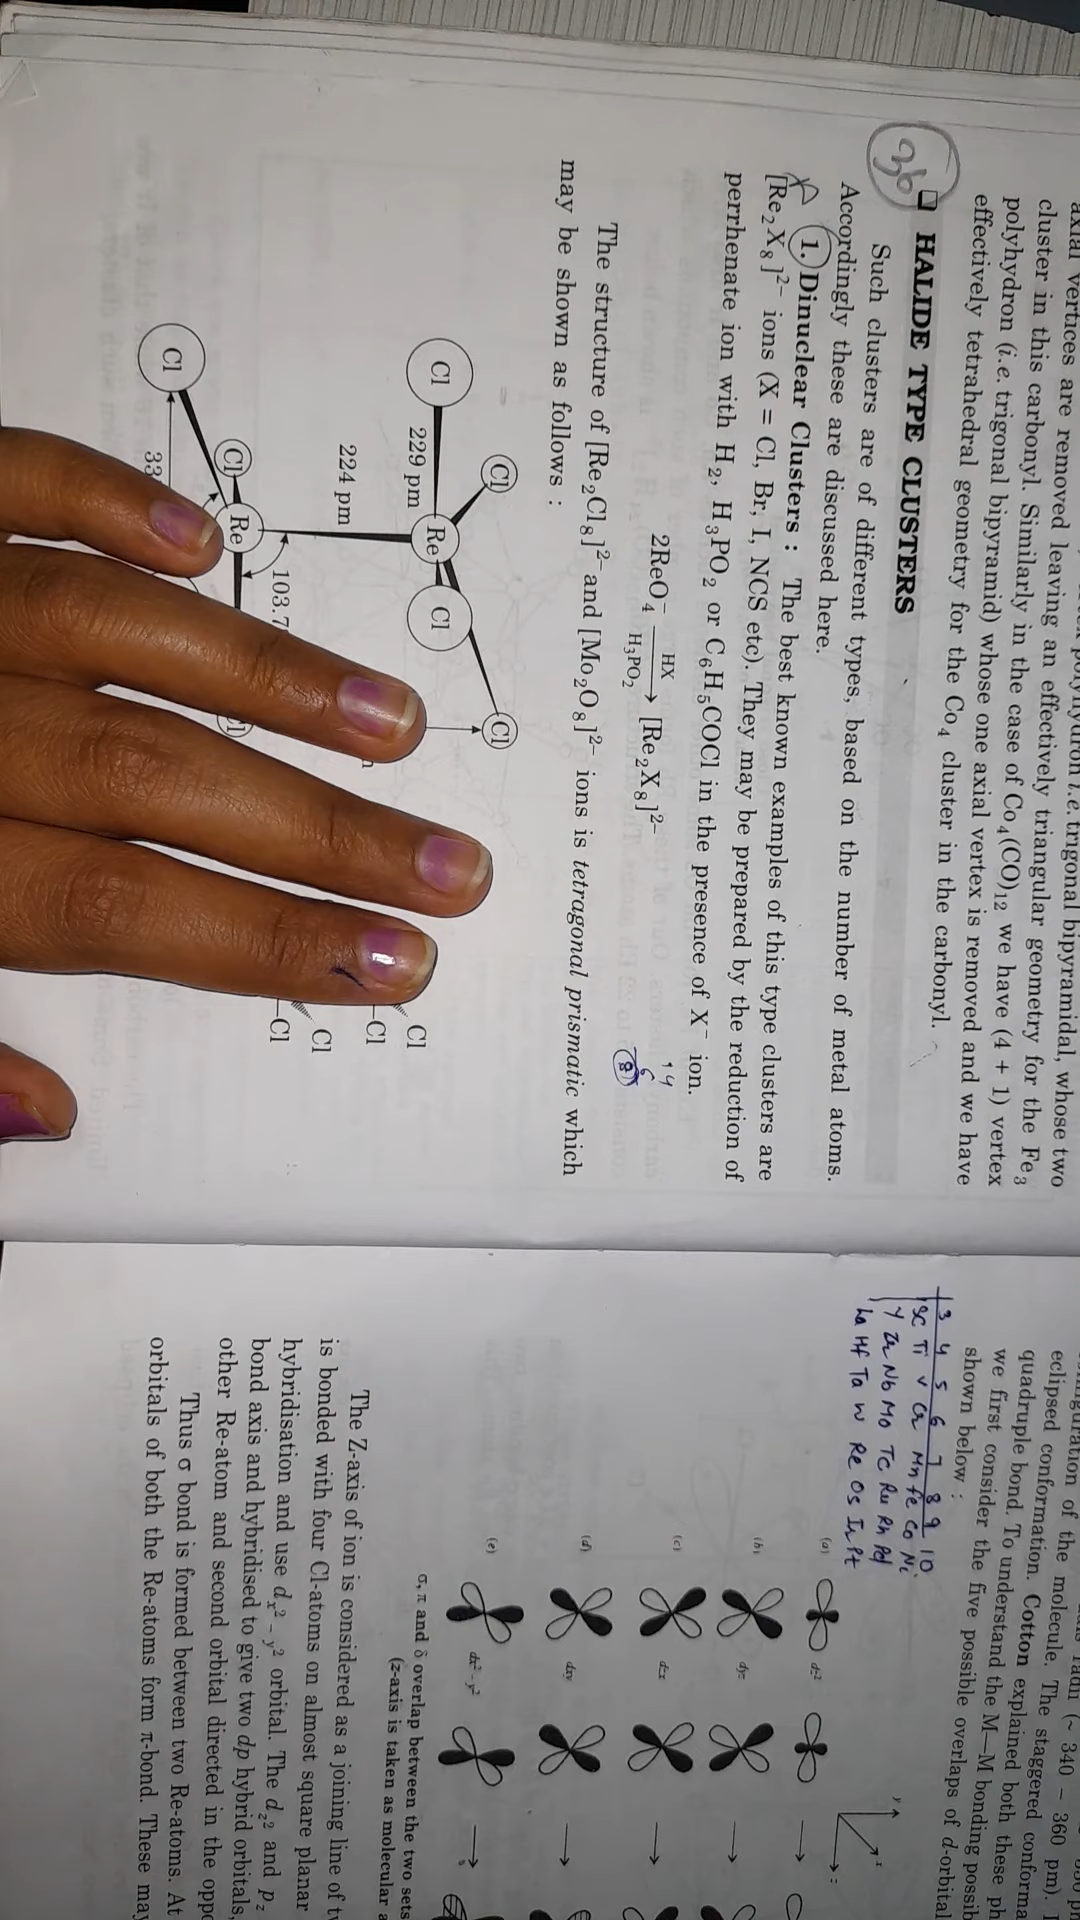 axial vertices are removed leaving an effectively triangular geometry for the Fe₃
cluster in this carbonyl. Similarly in the case of Co₄(CO)₁₂ we have (4 + 1) vertex
polyhydron (i.e. trigonal bipyramid) whose one axial vertex is removed and we have
effectively tetrahedral geometry for the Co₄ cluster in the carbonyl.
36
❑ HALIDE TYPE CLUSTERS
Such clusters are of different types, based on the number of metal atoms.
Accordingly these are discussed here.
1. Dinuclear Clusters : The best known examples of this type clusters are
[Re₂X₈]²⁻ ions (X = Cl, Br, I, NCS etc). They may be prepared by the reduction of
perrhenate ion with H₂, H₃PO₂ or C₆H₅COCl in the presence of X⁻ ion.
2ReO₄⁻ —HX/H₃PO₂→ [Re₂X₈]²⁻
14
6
8
The structure of [Re₂Cl₈]²⁻ and [Mo₂O₈]²⁻ ions is tetragonal prismatic which
may be shown as follows :
Cl Cl
Cl 229 pm Re Cl
224 pm
103.7
Cl Re
Cl
Cl
Cl
Cl
Cl
eclipsed conformation. The staggered conforma
quadruple bond. To understand the M—M bonding possib
we first consider the five possible overlaps of d-orbital
shown below :
3 4 5 6 7 8 9 10
Sc Ti V Cr Mn Fe Co Ni
Y Zr Nb Mo Tc Ru Rh Pd
La Hf Ta W Re Os Ir Pt
(a) dz²
(b) dyz
(c) dzx
(d) dxy
(e) dx² – y²
σ, π and δ overlap between the two sets
(z-axis is taken as molecular a
The Z-axis of ion is considered as a joining line of tw
is bonded with four Cl-atoms on almost square planar
hybridisation and use dx² – y² orbital. The dz² and pz
bond axis and hybridised to give two dp hybrid orbitals,
other Re-atom and second orbital directed in the oppo
Thus σ bond is formed between two Re-atoms. At
orbitals of both the Re-atoms form π-bond. These may